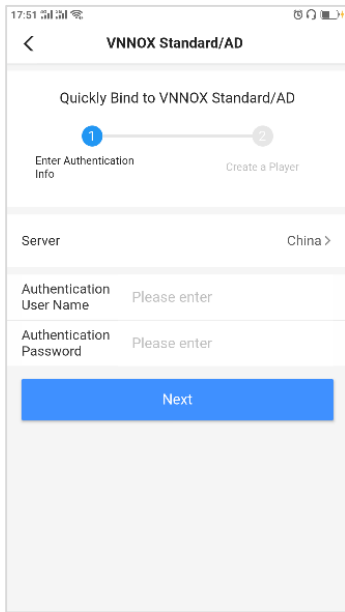 17:51
VNNOX Standard/AD
Quickly Bind to VNNOX Standard/AD
1
2
Enter Authentication
Info
Create a Player
Server
China >
Authentication
User Name
Please enter
Authentication
Password
Please enter
Next